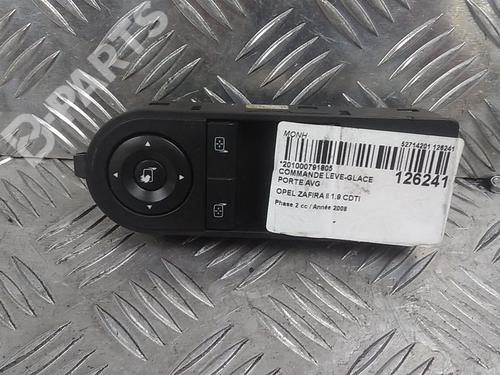 B-PARTS
MONH
52714201 126241
*201000791805
COMMANDE LEVE-GLACE
PORTE AVG
126241
OPEL ZAFIRA II 1.9 CDTI
Phase 2 cc / Année 2008